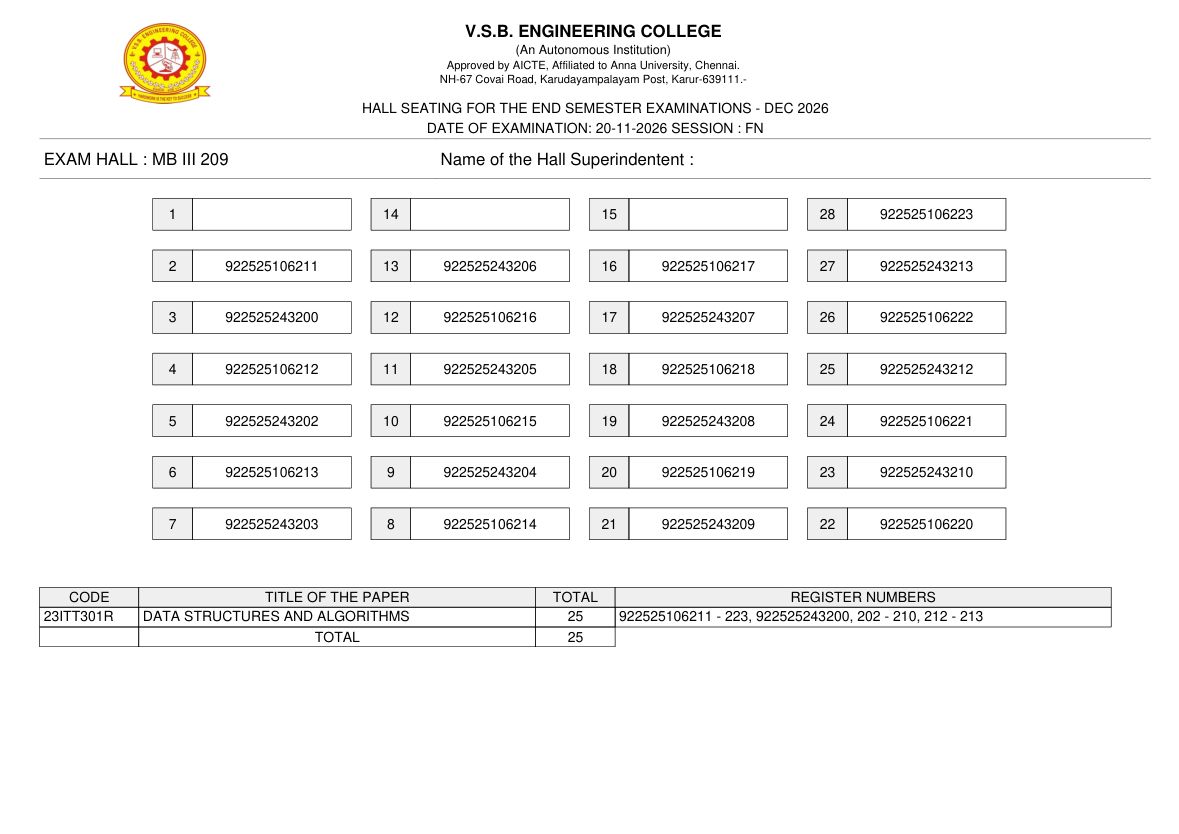 V.S.B. ENGINEERING COLLEGE
(An Autonomous Institution)
Approved by AICTE, Affiliated to Anna University, Chennai.
NH-67 Covai Road, Karudayampalayam Post, Karur-639111.-
HALL SEATING FOR THE END SEMESTER EXAMINATIONS - DEC 2026
DATE OF EXAMINATION: 20-11-2026 SESSION : FN
EXAM HALL : MB III 209 Name of the Hall Superintendent :
1 14 15 28 922525106223
2 922525106211 13 922525243206 16 922525106217 27 922525243213
3 922525243200 12 922525106216 17 922525243207 26 922525106222
4 922525106212 11 922525243205 18 922525106218 25 922525243212
5 922525243202 10 922525106215 19 922525243208 24 922525106221
6 922525106213 9 922525243204 20 922525106219 23 922525243210
7 922525243203 8 922525106214 21 922525243209 22 922525106220
CODE TITLE OF THE PAPER TOTAL REGISTER NUMBERS
23ITT301R DATA STRUCTURES AND ALGORITHMS 25 922525106211 - 223, 922525243200, 202 - 210, 212 - 213
TOTAL 25